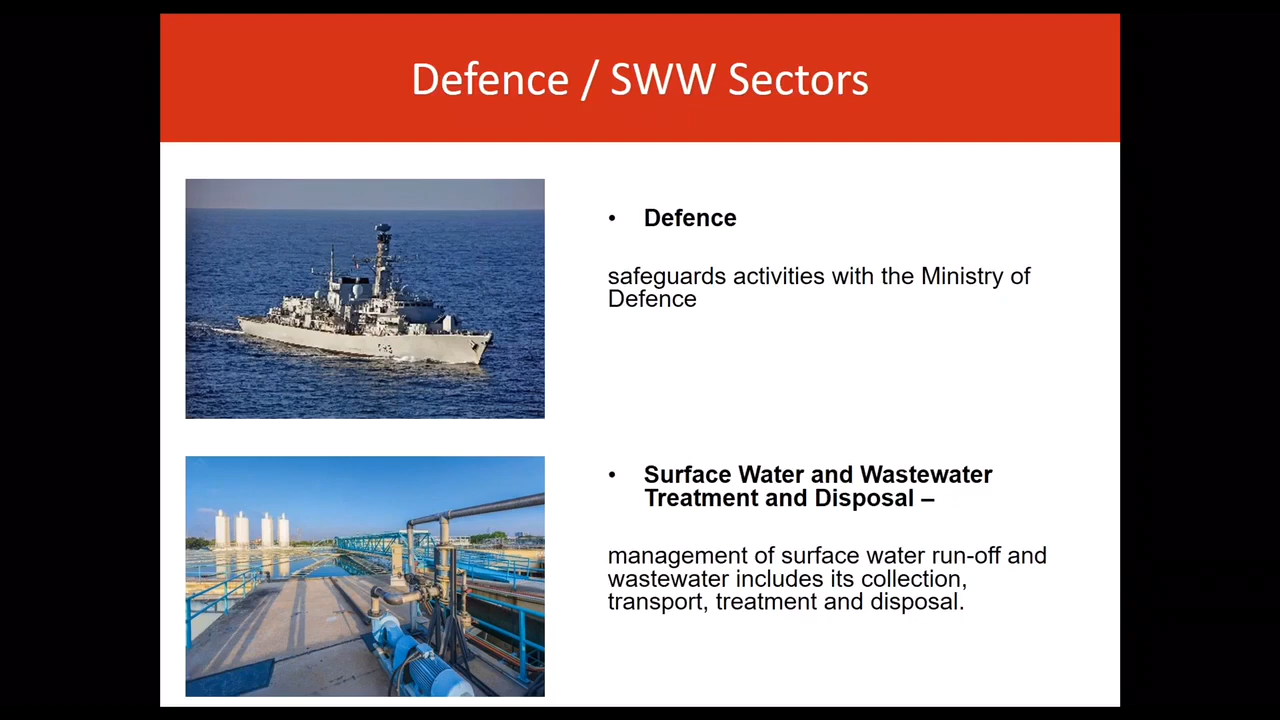 Defence / SWW Sectors
• Defence
safeguards activities with the Ministry of
Defence
• Surface Water and Wastewater
Treatment and Disposal –
management of surface water run-off and
wastewater includes its collection,
transport, treatment and disposal.